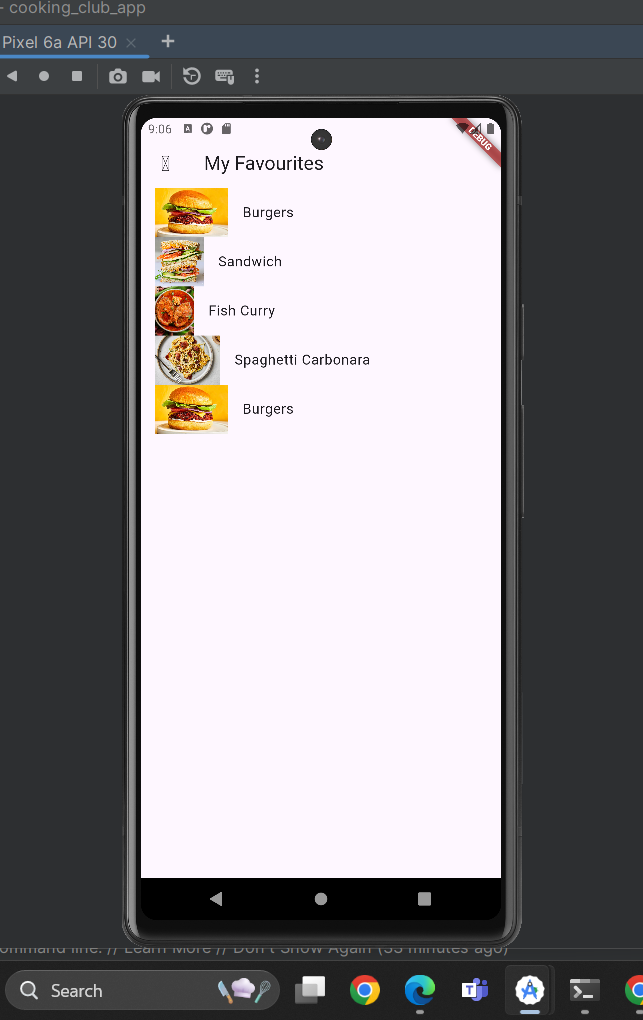 - cooking_club_app
Pixel 6a API 30
9:06
DEBUG
My Favourites
Burgers
Sandwich
Fish Curry
Spaghetti Carbonara
Burgers
ommand line. // Learn More // Don't Show Again (33 minutes ago)
Search